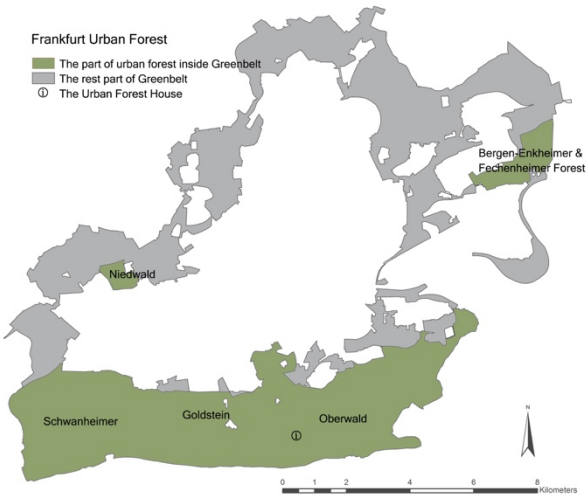 Frankfurt Urban Forest
The part of urban forest inside Greenbelt
The rest part of Greenbelt
i The Urban Forest House
Bergen-Enkheimer &
Fechenheimer Forest
Niedwald
Schwanheimer
Goldstein
Oberwald
i
N
0 1 2 4 6 8
Kilometers